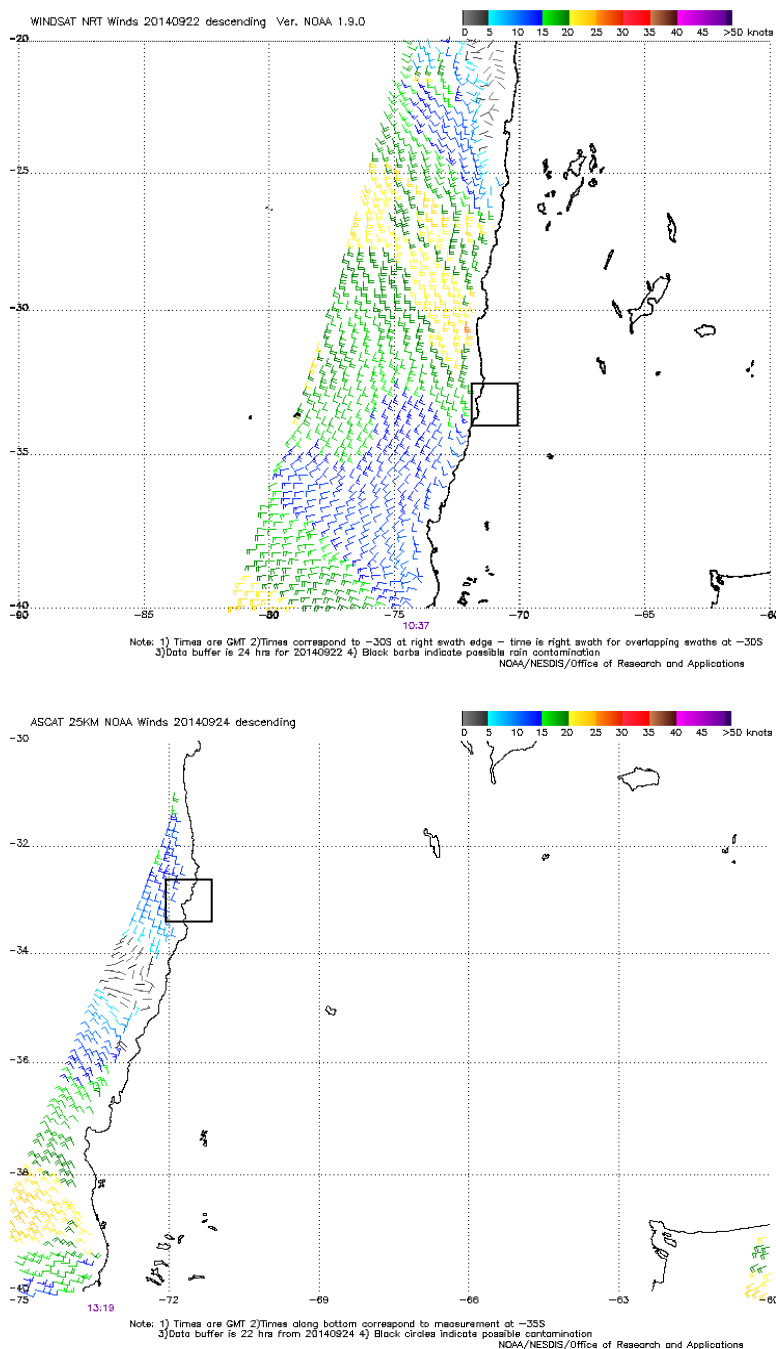 WINDSAT NRT Winds 20140922 descending  Ver. NOAA 1.9.0
0 5 10 15 20 25 30 35 40 45 >50 knots
-20
-25
-30
-35
-40
-90 -85 -80 -75 -70 -65 -60
10:37
Note: 1) Times are GMT 2)Times correspond to -30S at right swath edge - time is right swath for overlapping swaths at -30S
3)Data buffer is 24 hrs for 20140922 4) Black barbs indicate possible rain contamination
NOAA/NESDIS/Office of Research and Applications
ASCAT 25KM NOAA Winds 20140924 descending
0 5 10 15 20 25 30 35 40 45 >50 knots
-30
-32
-34
-36
-38
-40
-75 -72 -69 -66 -63 -60
13:19
Note: 1) Times are GMT 2)Times along bottom correspond to measurement at -35S
3)Data buffer is 22 hrs from 20140924 4) Black circles indicate possible contamination
NOAA/NESDIS/Office of Research and Applications